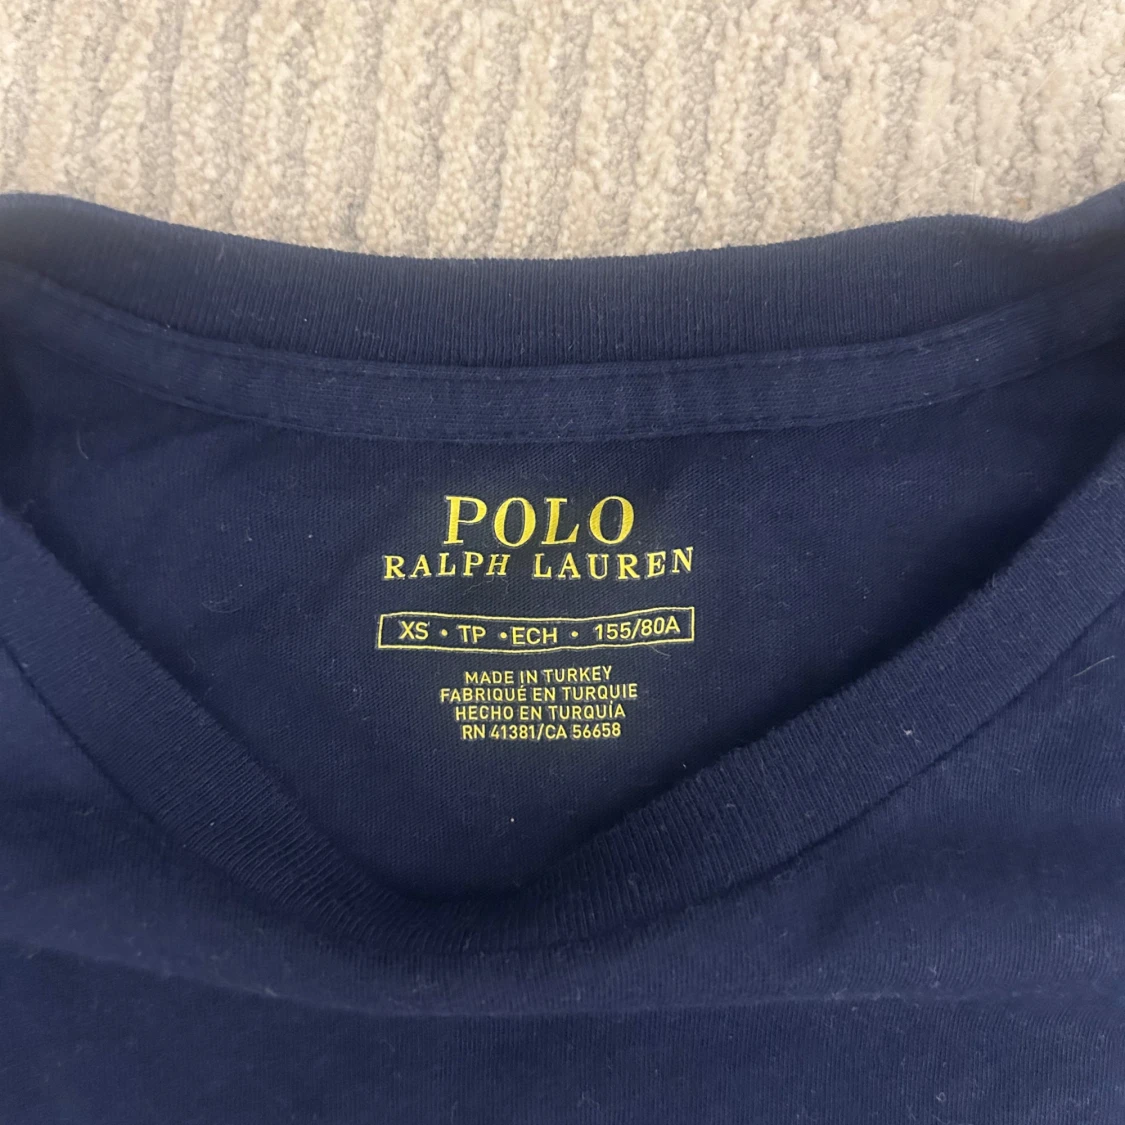 POLO
RALPH LAUREN
XS • TP • ECH • 155/80A
MADE IN TURKEY
FABRIQUÉ EN TURQUIE
HECHO EN TURQUÍA
RN 41381/CA 56658